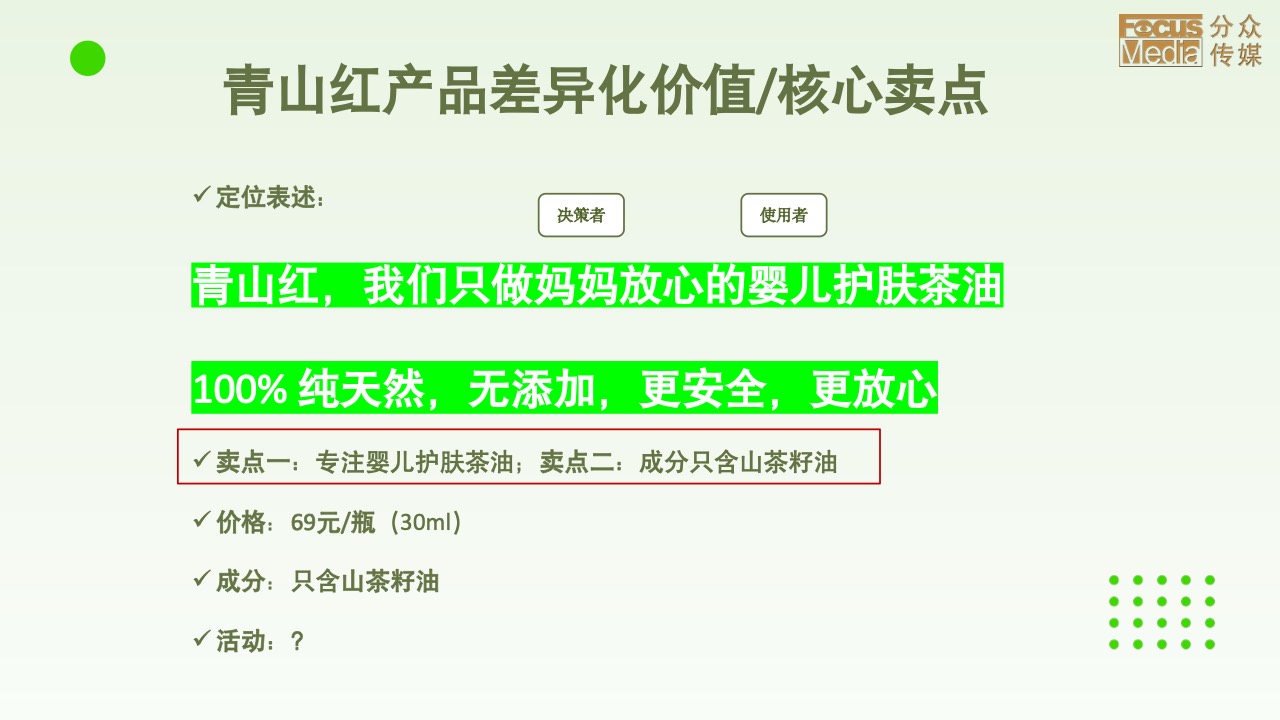 FOCUS Media 分众传媒
青山红产品差异化价值/核心卖点
✓定位表述：
决策者
使用者
青山红，我们只做妈妈放心的婴儿护肤茶油
100% 纯天然，无添加，更安全，更放心
✓卖点一：专注婴儿护肤茶油；卖点二：成分只含山茶籽油
✓价格：69元/瓶（30ml）
✓成分：只含山茶籽油
✓活动：？